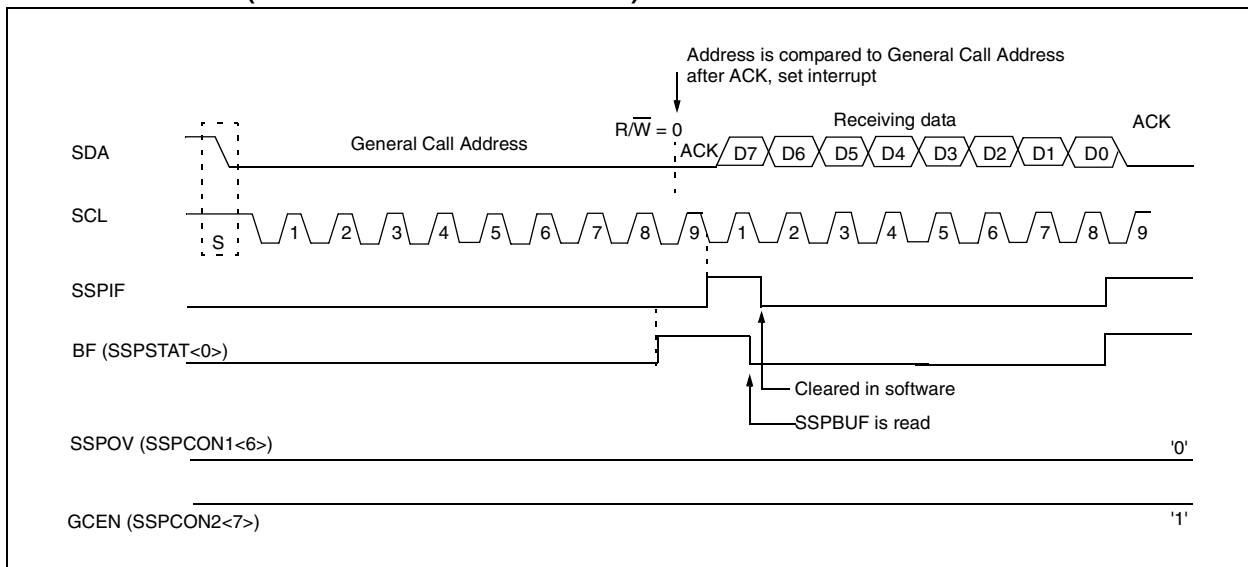 Address is compared to General Call Address
after ACK, set interrupt
R/W = 0
Receiving data
ACK
SDA
General Call Address
ACK
D7 D6 D5 D4 D3 D2 D1 D0
SCL
S
1 2 3 4 5 6 7 8 9 1 2 3 4 5 6 7 8 9
SSPIF
BF (SSPSTAT<0>)
Cleared in software
SSPBUF is read
SSPOV (SSPCON1<6>)
'0'
GCEN (SSPCON2<7>)
'1'